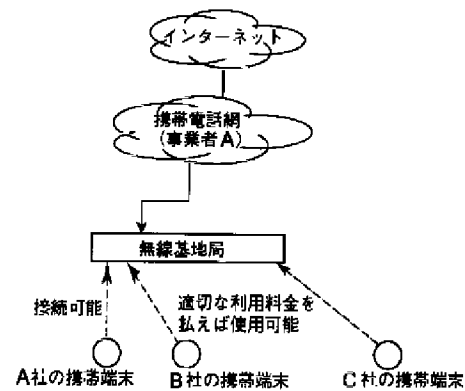 インターネット
携帯電話網
(事業者A)
無線基地局
接続可能
適切な利用料金を
払えば使用可能
A社の携帯端末
B社の携帯端末
C社の携帯端末